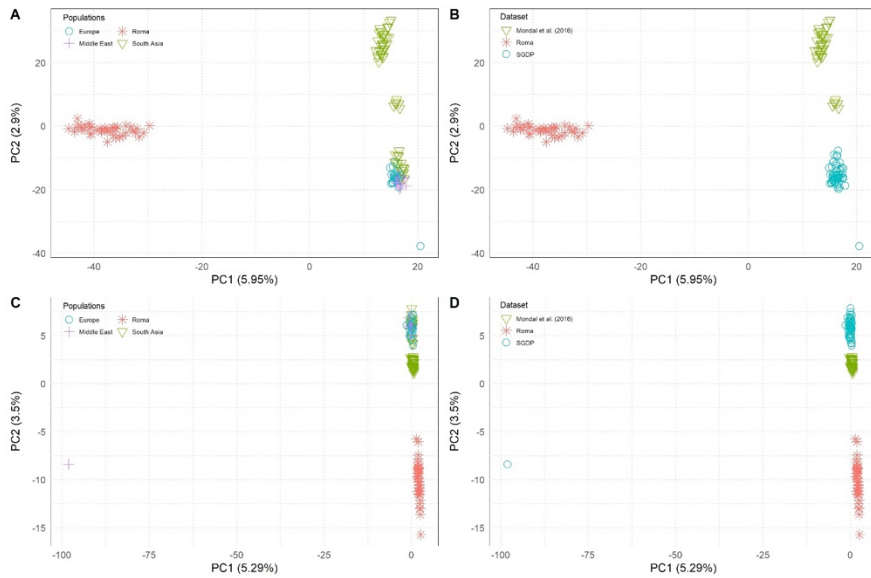 A
Populations
Europe Roma
Middle East South Asia
PC2 (2.9%)
20
0
-20
-40
-40 -20 0 20
PC1 (5.95%)
B
Dataset
Mondal et al. (2016)
Roma
SGDP
PC2 (2.9%)
20
0
-20
-40
-40 -20 0 20
PC1 (5.95%)
C
Populations
Europe Roma
Middle East South Asia
PC2 (3.5%)
5
0
-5
-10
-15
-100 -75 -50 -25 0
PC1 (5.29%)
D
Dataset
Mondal et al. (2016)
Roma
SGDP
PC2 (3.5%)
5
0
-5
-10
-15
-100 -75 -50 -25 0
PC1 (5.29%)